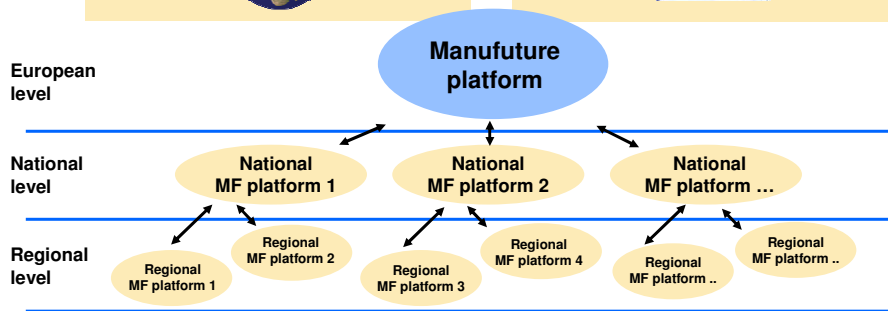 Manufuture
platform
European
level
National
level
National
MF platform 1
National
MF platform 2
National
MF platform …
Regional
level
Regional
MF platform 1
Regional
MF platform 2
Regional
MF platform 3
Regional
MF platform 4
Regional
MF platform ..
Regional
MF platform ..